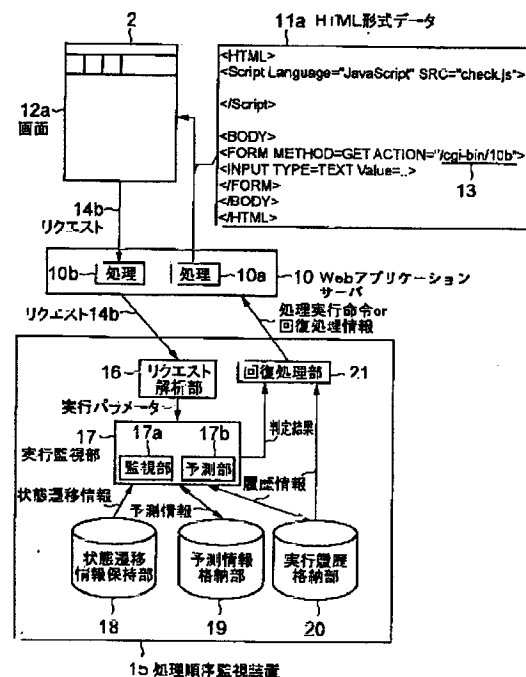 2
11a HTML形式データ
<HTML>
<Script Language="JavaScript" SRC="check.js">
</Script>
<BODY>
<FORM METHOD=GET ACTION="/cgi-bin/10b">
<INPUT TYPE=TEXT Value=..>
13
</FORM>
</BODY>
</HTML>
12a
画面
14b
リクエスト
10b 処理
処理 10a
10 Webアプリケーション
サーバ
リクエスト14b
処理実行命令or
回復処理情報
16 リクエスト
解析部
回復処理部 21
実行パラメータ
17
実行監視部
17a
監視部
17b
予測部
判定結果
状態遷移情報
予測情報
履歴情報
状態遷移
情報保持部
18
予測情報
格納部
19
実行履歴
格納部
20
15 処理順序監視装置